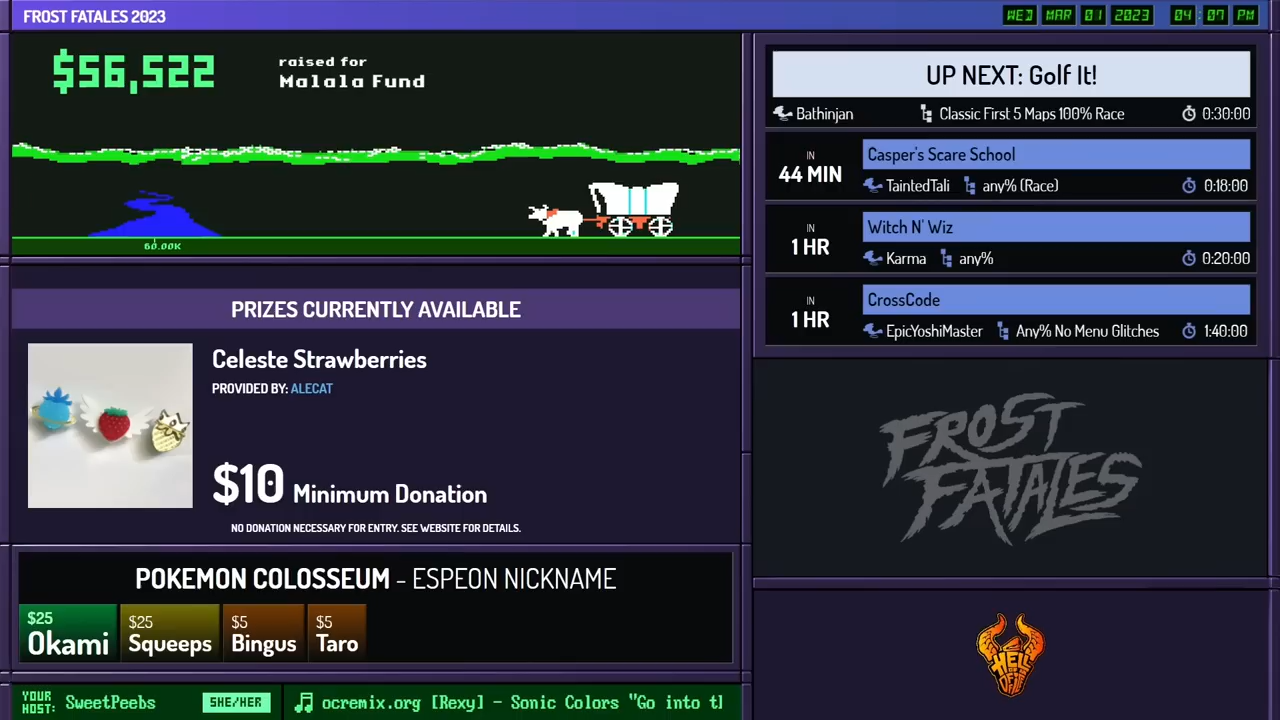 FROST FATALES 2023
WED MAR 01 2023 04:07 PM
$56,522
raised for
Malala Fund
60.00K
UP NEXT: Golf It!
Bathinjan Classic First 5 Maps 100% Race 0:30:00
IN
44 MIN
Casper's Scare School
TaintedTali any% (Race) 0:18:00
IN
1 HR
Witch N' Wiz
Karma any% 0:20:00
IN
1 HR
CrossCode
EpicYoshiMaster Any% No Menu Glitches 1:40:00
PRIZES CURRENTLY AVAILABLE
Celeste Strawberries
PROVIDED BY: ALECAT
$10 Minimum Donation
NO DONATION NECESSARY FOR ENTRY. SEE WEBSITE FOR DETAILS.
FROST
FATALES
POKEMON COLOSSEUM - ESPEON NICKNAME
$25 $25 $5 $5
Okami Squeeps Bingus Taro
HELL
OFTI
YOUR
HOST: SweetPeebs SHE/HER ocremix.org [Rexy] - Sonic Colors "Go into tl